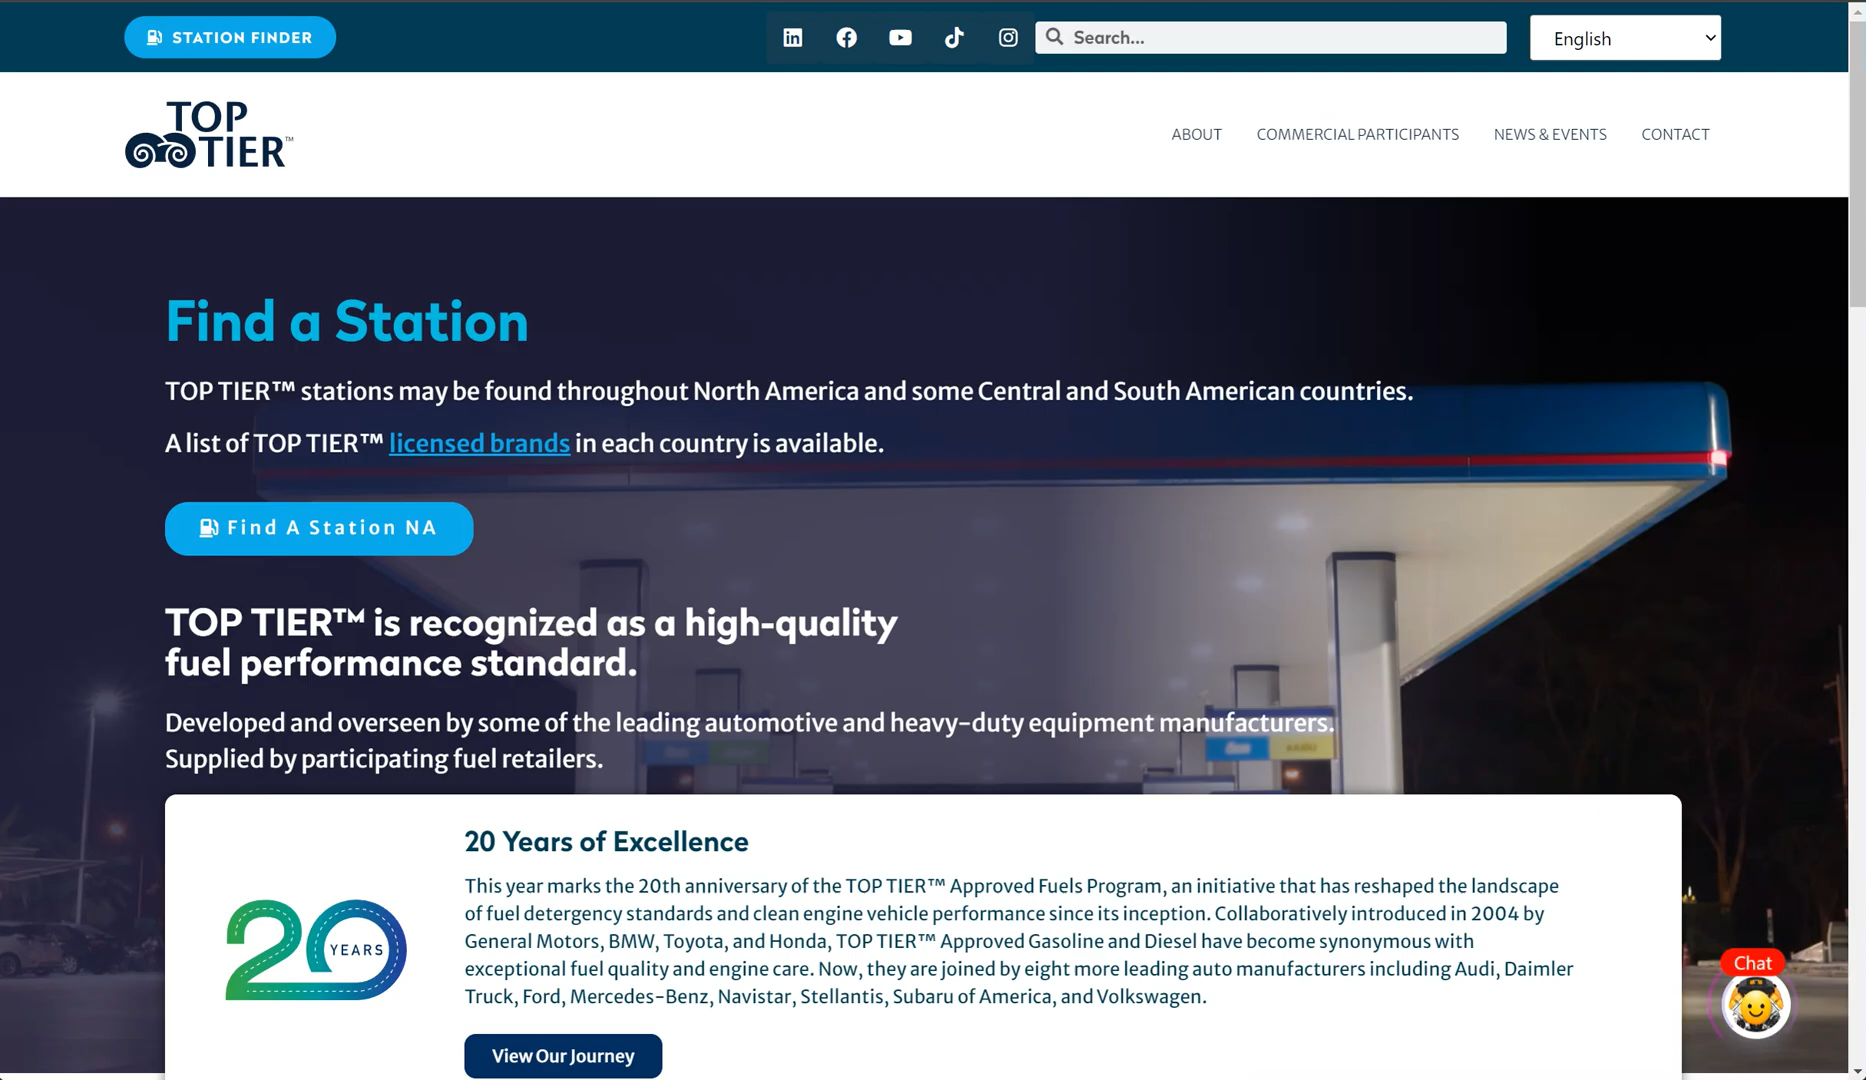 STATION FINDER
Search...
English
TOP
TIER™
ABOUT
COMMERCIAL PARTICIPANTS
NEWS & EVENTS
CONTACT
Find a Station
TOP TIER™ stations may be found throughout North America and some Central and South American countries.
A list of TOP TIER™ licensed brands in each country is available.
Find A Station NA
TOP TIER™ is recognized as a high-quality
fuel performance standard.
Developed and overseen by some of the leading automotive and heavy-duty equipment manufacturers.
Supplied by participating fuel retailers.
20 Years of Excellence
This year marks the 20th anniversary of the TOP TIER™ Approved Fuels Program, an initiative that has reshaped the landscape
of fuel detergency standards and clean engine vehicle performance since its inception. Collaboratively introduced in 2004 by
General Motors, BMW, Toyota, and Honda, TOP TIER™ Approved Gasoline and Diesel have become synonymous with
exceptional fuel quality and engine care. Now, they are joined by eight more leading auto manufacturers including Audi, Daimler
Truck, Ford, Mercedes-Benz, Navistar, Stellantis, Subaru of America, and Volkswagen.
20 YEARS
View Our Journey
Chat